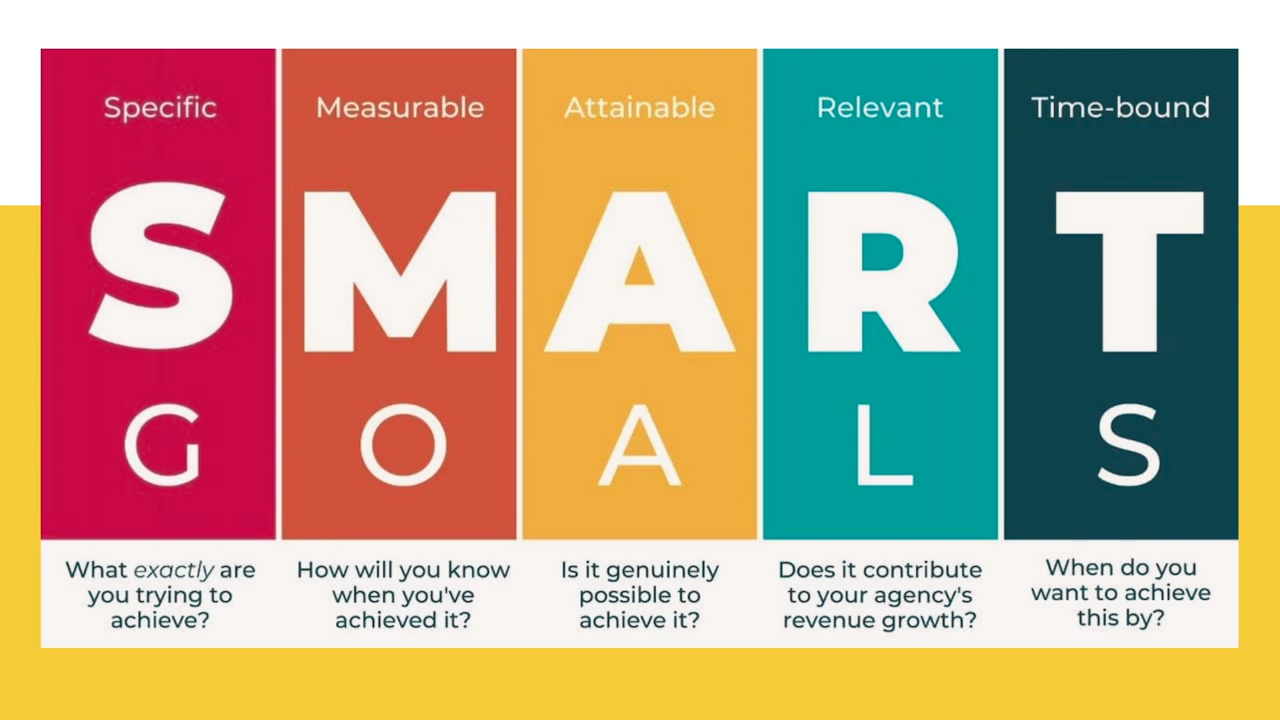 Specific
Measurable
Attainable
Relevant
Time-bound
S
M
A
R
T
G
O
A
L
S
What exactly are
you trying to
achieve?
How will you know
when you've
achieved it?
Is it genuinely
possible to
achieve it?
Does it contribute
to your agency's
revenue growth?
When do you
want to achieve
this by?